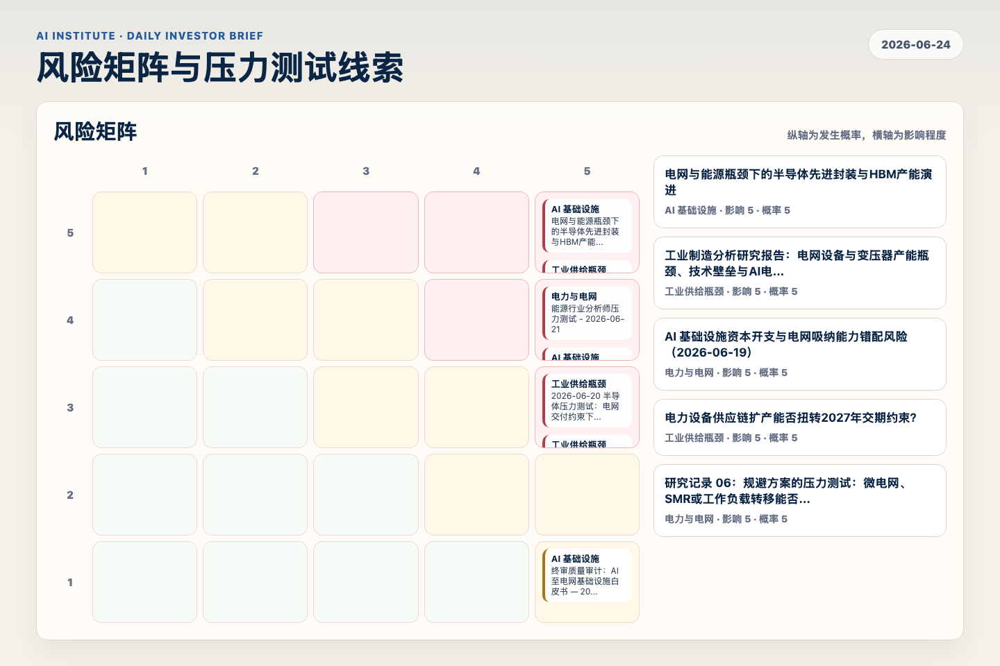 AI INSTITUTE · DAILY INVESTOR BRIEF
风险矩阵与压力测试线索
2026-06-24
风险矩阵
纵轴为发生概率，横轴为影响程度
1
2
3
4
5
5
AI 基础设施
电网与能源瓶颈下
的半导体先进封装
与HBM产能...
工业供给瓶颈
4
电力与电网
能源行业分析师压
力测试 - 2026-06-
21
AI 基础设施
3
工业供给瓶颈
2026-06-20 半导
体压力测试：电网
交付约束下...
工业供给瓶颈
2
1
AI 基础设施
终审质量审计：AI
至电网基础设施白
皮书 — 20...
电网与能源瓶颈下的半导体先进封装与HBM产能演
进
AI 基础设施 · 影响 5 · 概率 5
工业制造分析研究报告：电网设备与变压器产能瓶
颈、技术壁垒与AI电...
工业供给瓶颈 · 影响 5 · 概率 5
AI 基础设施资本开支与电网吸纳能力错配风险
（2026-06-19）
电力与电网 · 影响 5 · 概率 5
电力设备供应链扩产能否扭转2027年交期约束?
工业供给瓶颈 · 影响 5 · 概率 5
研究记录 06：规避方案的压力测试：微电网、
SMR或工作负载转移能否...
电力与电网 · 影响 5 · 概率 5